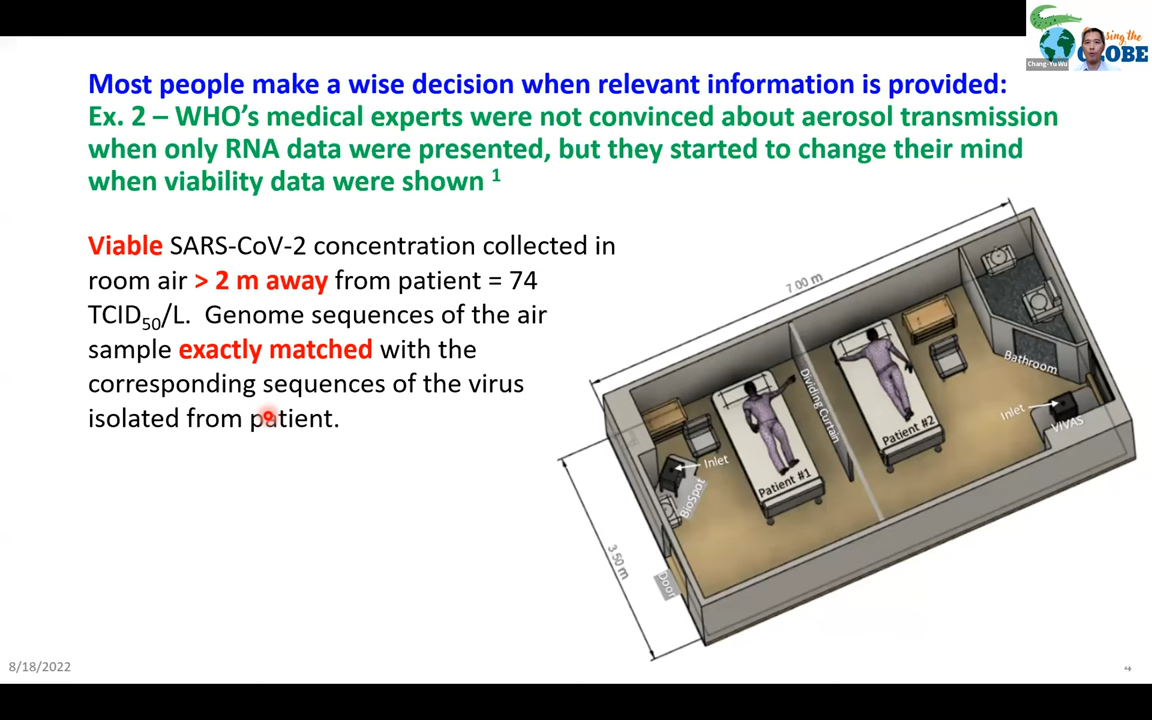 Most people make a wise decision when relevant information is provided:
Ex. 2 – WHO's medical experts were not convinced about aerosol transmission
when only RNA data were presented, but they started to change their mind
when viability data were shown 1
Viable SARS-CoV-2 concentration collected in
room air > 2 m away from patient = 74
TCID50/L. Genome sequences of the air
sample exactly matched with the
corresponding sequences of the virus
isolated from patient.
7.00 m
3.50 m
Bathroom
Dividing Curtain
Inlet
VIVAS
Patient #2
Inlet
BioSpot
Patient #1
Door
8/18/2022
Chang-Yu Wu
the